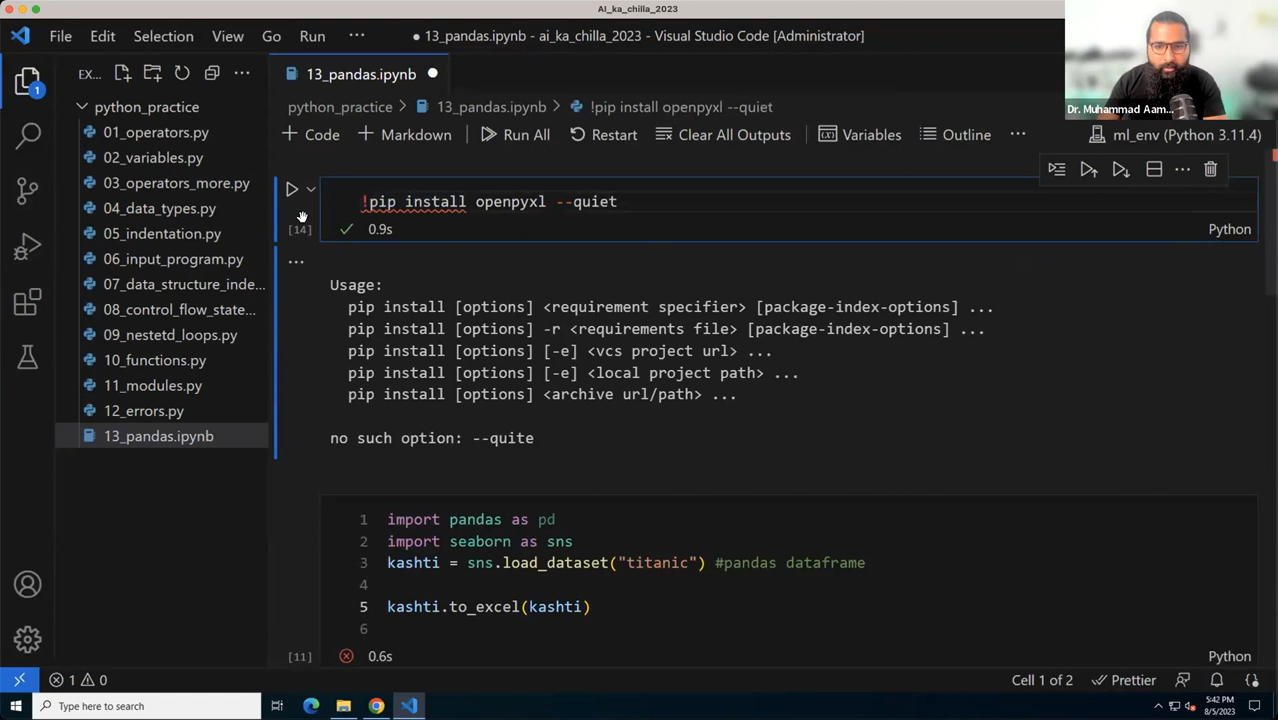 AI_ka_chilla_2023
File Edit Selection View Go Run ...
● 13_pandas.ipynb - ai_ka_chilla_2023 - Visual Studio Code [Administrator]
Dr. Muhammad Aam...
EX...
13_pandas.ipynb
1
python_practice
01_operators.py
02_variables.py
03_operators_more.py
04_data_types.py
05_indentation.py
06_input_program.py
07_data_structure_inde...
08_control_flow_state...
09_nestetd_loops.py
10_functions.py
11_modules.py
12_errors.py
13_pandas.ipynb
python_practice > 13_pandas.ipynb > !pip install openpyxl --quiet
+ Code + Markdown Run All Restart Clear All Outputs Variables Outline ... ml_env (Python 3.11.4)
!pip install openpyxl --quiet
[14] ✓ 0.9s Python
...
Usage:
pip install [options] <requirement specifier> [package-index-options] ...
pip install [options] -r <requirements file> [package-index-options] ...
pip install [options] [-e] <vcs project url> ...
pip install [options] [-e] <local project path> ...
pip install [options] <archive url/path> ...
no such option: --quite
1 import pandas as pd
2 import seaborn as sns
3 kashti = sns.load_dataset("titanic") #pandas dataframe
4
5 kashti.to_excel(kashti)
6
[11] 0.6s Python
1 0 Cell 1 of 2 Prettier
Type here to search
5:42 PM
8/5/2023